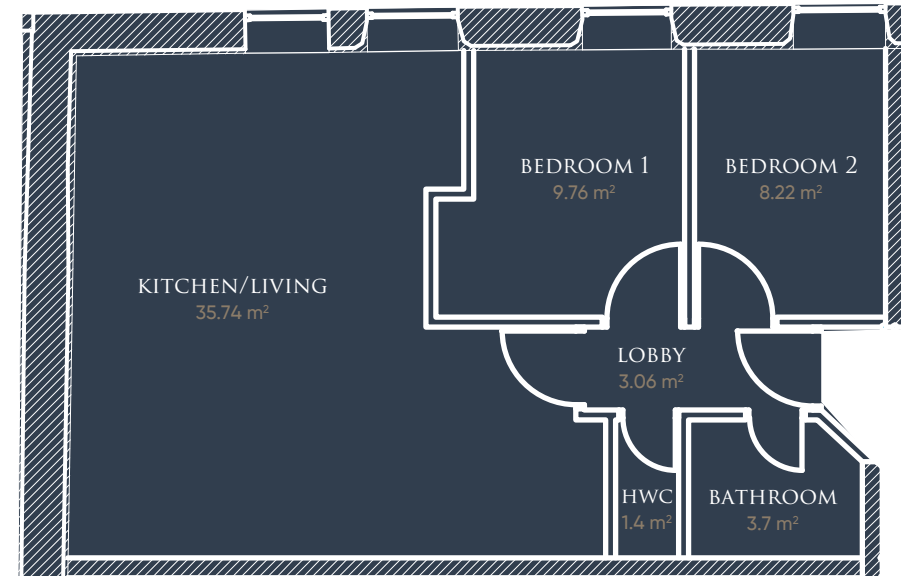 BEDROOM 1
9.76 m²
BEDROOM 2
8.22 m²
KITCHEN/LIVING
35.74 m²
LOBBY
3.06 m²
HWC
1.4 m²
BATHROOM
3.7 m²